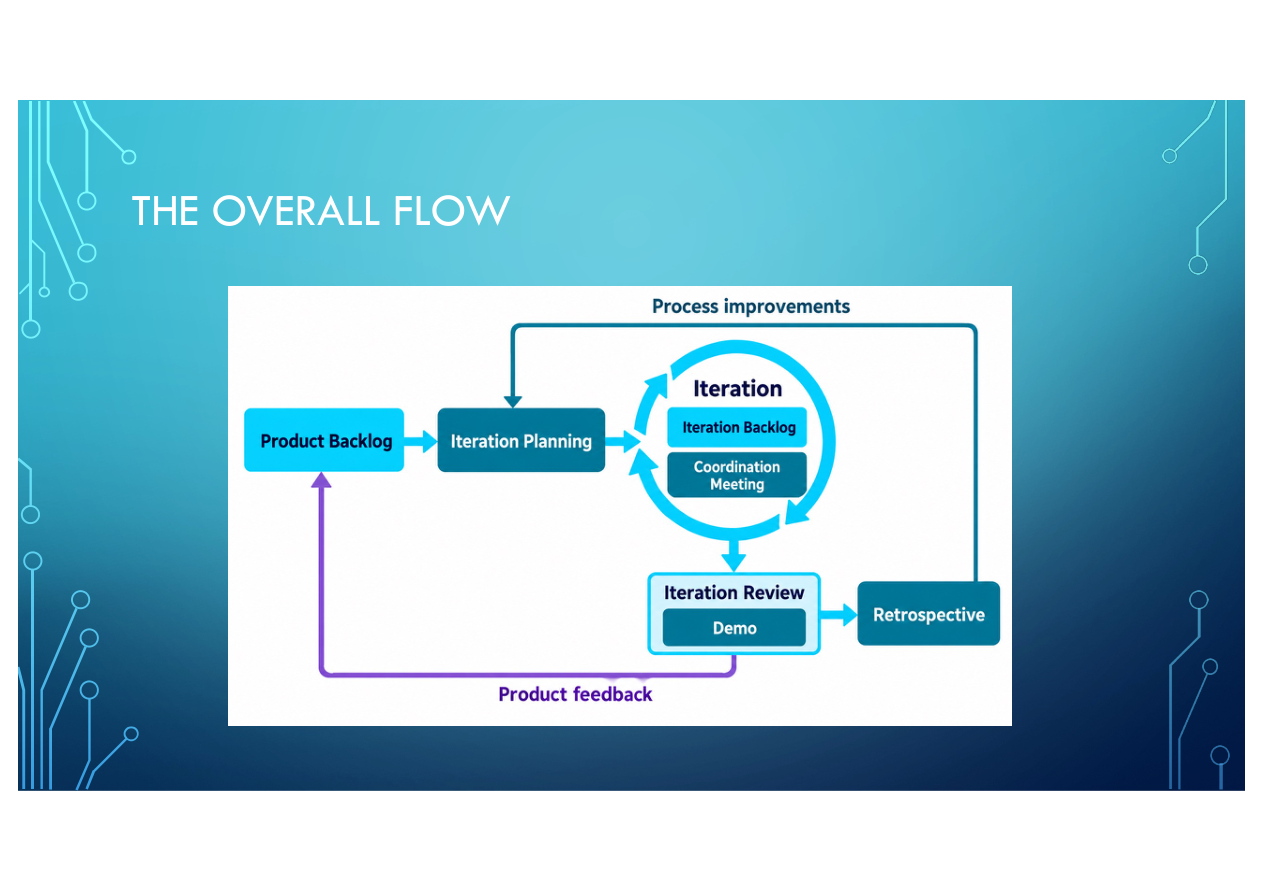 THE OVERALL FLOW
Process improvements
Iteration
Iteration Backlog
Product Backlog
Iteration Planning
Coordination
Meeting
Iteration Review
Demo
Retrospective
Product feedback